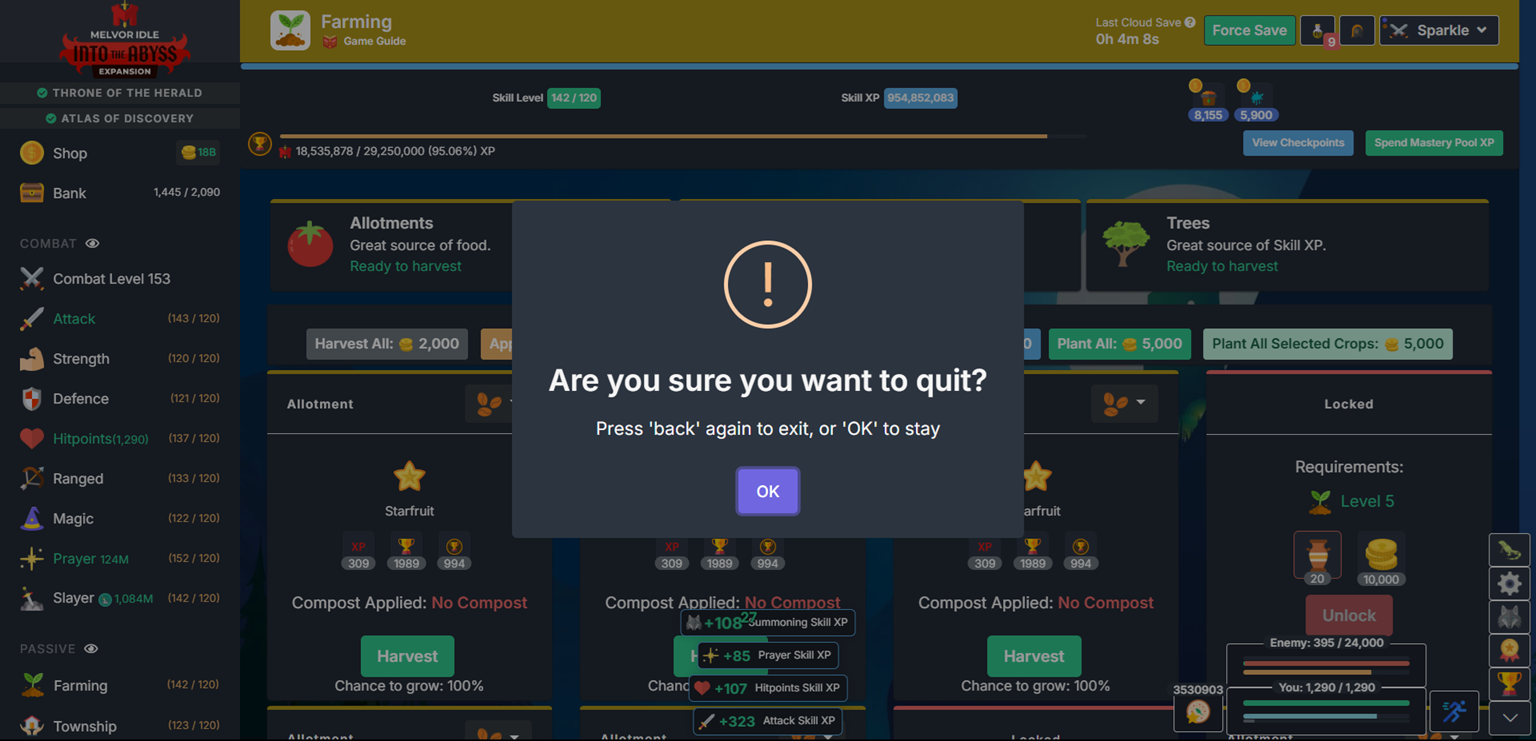 MELVOR IDLE
INTO THE ABYSS
EXPANSION
THRONE OF THE HERALD
ATLAS OF DISCOVERY
Shop 18B
Bank 1,445 / 2,090
COMBAT
Combat Level 153
Attack (143 / 120)
Strength (120 / 120)
Defence (121 / 120)
Hitpoints(1,290) (137 / 120)
Ranged (133 / 120)
Magic (122 / 120)
Prayer 124M (152 / 120)
Slayer 1,084M (142 / 120)
PASSIVE
Farming (142 / 120)
Township (123 / 120)
Farming
Game Guide
Last Cloud Save
0h 4m 8s
Force Save
9
Sparkle
Skill Level 142 / 120
Skill XP 954,852,083
8,155 5,900
18,535,878 / 29,250,000 (95.06%) XP
View Checkpoints
Spend Mastery Pool XP
Allotments
Great source of food.
Ready to harvest
Trees
Great source of Skill XP.
Ready to harvest
Harvest All: 2,000
App
0
Plant All: 5,000
Plant All Selected Crops: 5,000
Are you sure you want to quit?
Press 'back' again to exit, or 'OK' to stay
OK
Allotment
Starfruit
XP
309 1989 994
Compost Applied: No Compost
Harvest
Chance to grow: 100%
XP
309 1989 994
Compost Applied: No Compost
H
Chanc
arfruit
XP
309 1989 994
Compost Applied: No Compost
Harvest
Chance to grow: 100%
Locked
Requirements:
Level 5
20 10,000
Unlock
+108 27 Summoning Skill XP
+85 Prayer Skill XP
+107 Hitpoints Skill XP
+323 Attack Skill XP
Enemy: 395 / 24,000
You: 1,290 / 1,290
3530903
Allotment
Allotment
Locked
Allotment